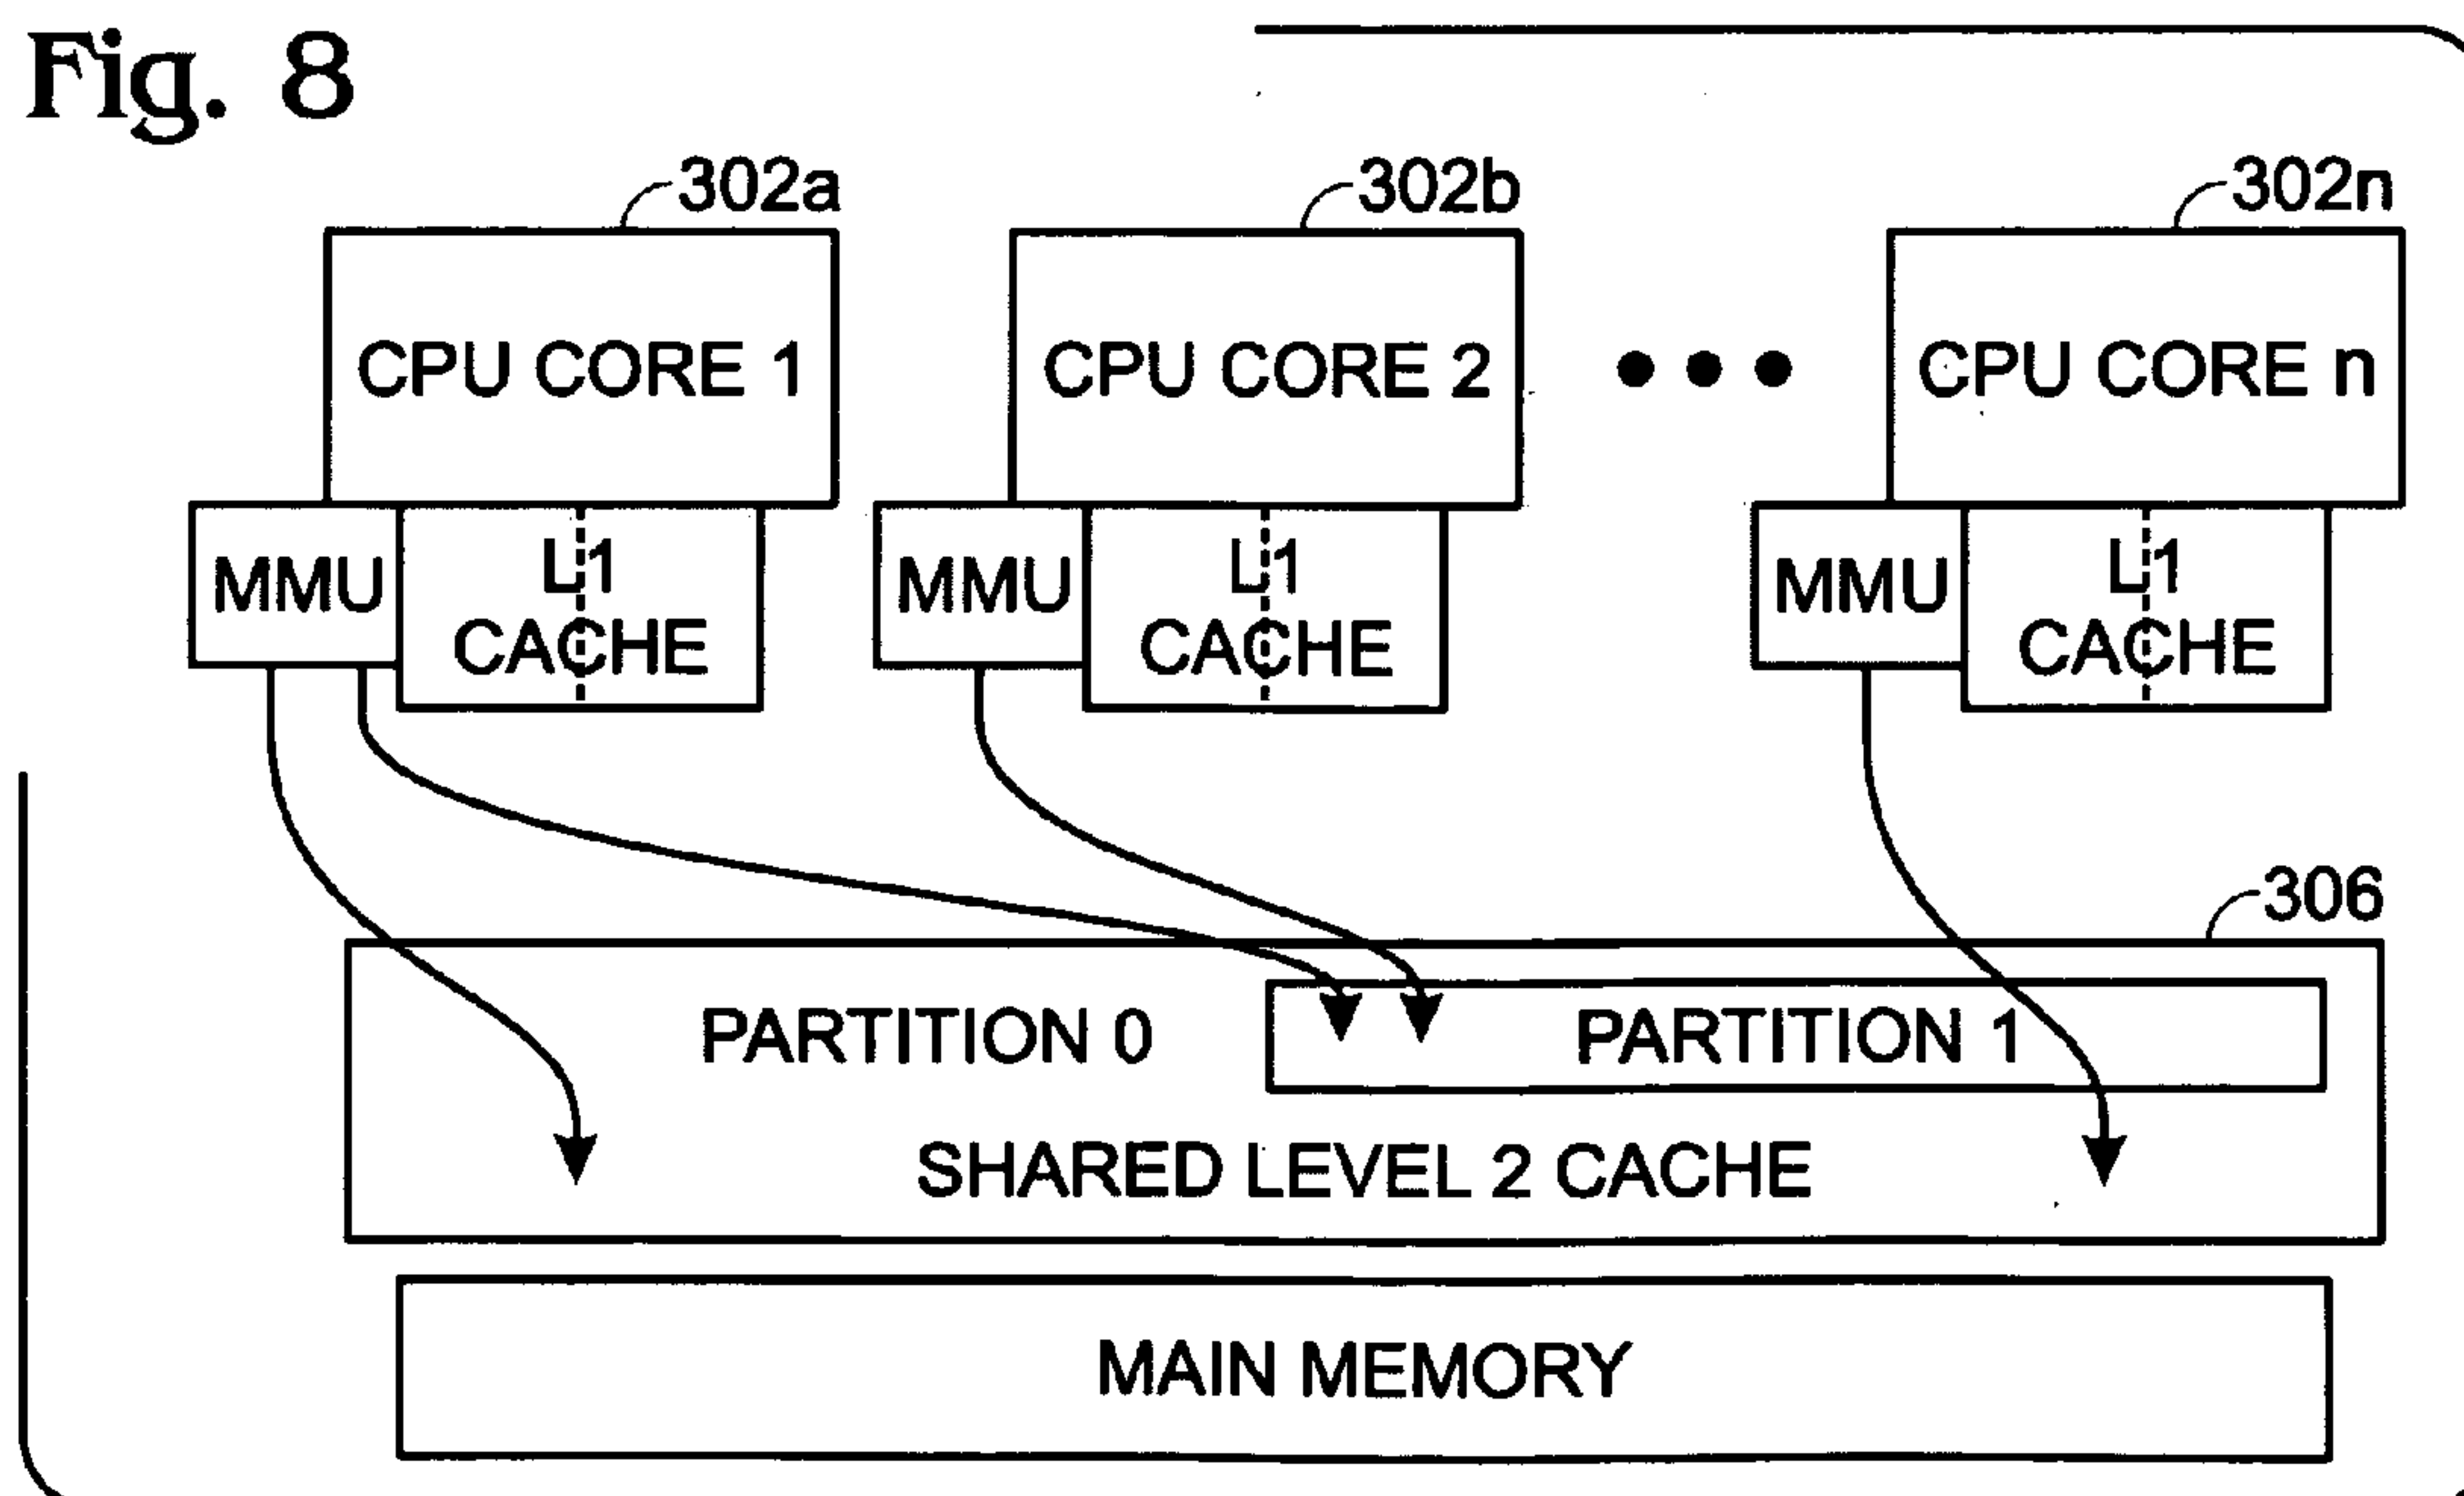 Fig. 8
302a
302b
302n
CPU CORE 1
CPU CORE 2
CPU CORE n
MMU
L1
CACHE
MMU
L1
CACHE
MMU
L1
CACHE
306
PARTITION 0
PARTITION 1
SHARED LEVEL 2 CACHE
MAIN MEMORY